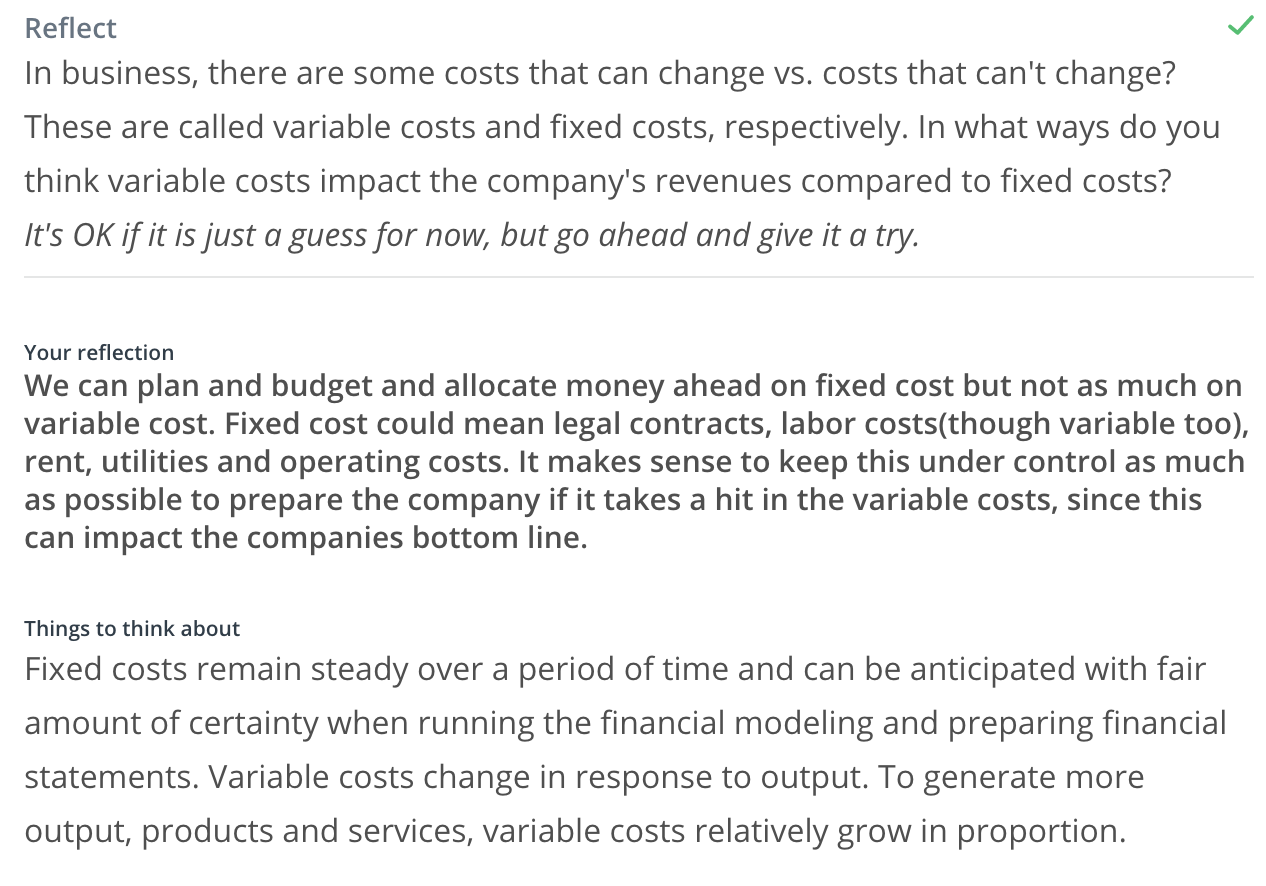 Reflect
In business, there are some costs that can change vs. costs that can't change?
These are called variable costs and fixed costs, respectively. In what ways do you
think variable costs impact the company's revenues compared to fixed costs?
It's OK if it is just a guess for now, but go ahead and give it a try.
Your reflection
We can plan and budget and allocate money ahead on fixed cost but not as much on
variable cost. Fixed cost could mean legal contracts, labor costs(though variable too),
rent, utilities and operating costs. It makes sense to keep this under control as much
as possible to prepare the company if it takes a hit in the variable costs, since this
can impact the companies bottom line.
Things to think about
Fixed costs remain steady over a period of time and can be anticipated with fair
amount of certainty when running the financial modeling and preparing financial
statements. Variable costs change in response to output. To generate more
output, products and services, variable costs relatively grow in proportion.